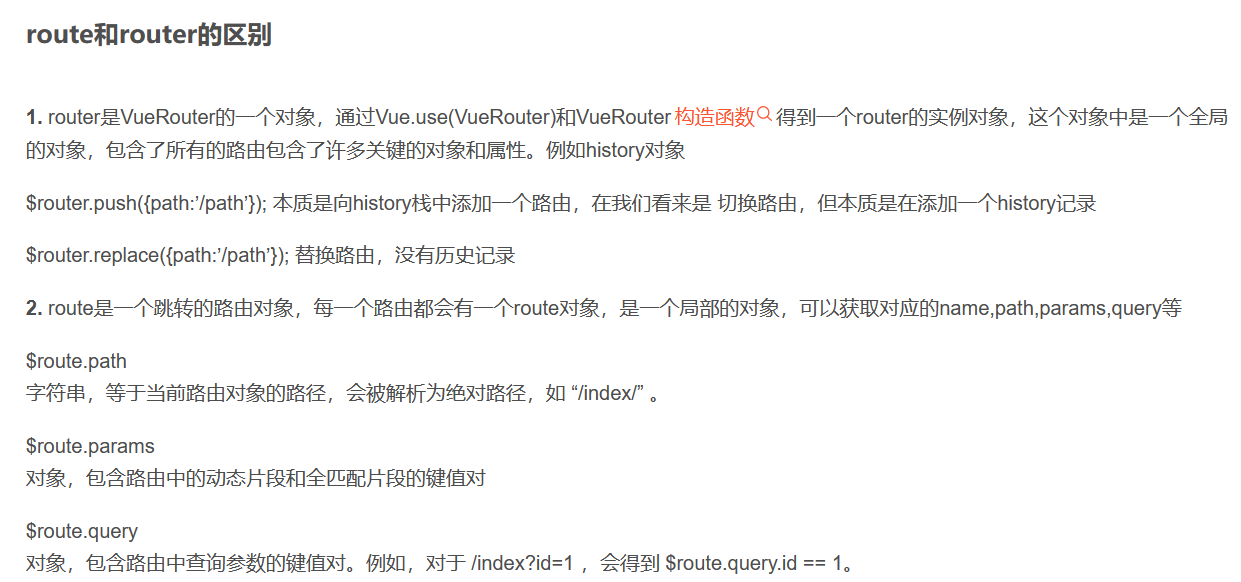 route和router的区别
1. router是VueRouter的一个对象，通过Vue.use(VueRouter)和VueRouter构造函数得到一个router的实例对象，这个对象中是一个全局
的对象，包含了所有的路由包含了许多关键的对象和属性。例如history对象
$router.push({path:’/path’}); 本质是向history栈中添加一个路由，在我们看来是 切换路由，但本质是在添加一个history记录
$router.replace({path:’/path’}); 替换路由，没有历史记录
2. route是一个跳转的路由对象，每一个路由都会有一个route对象，是一个局部的对象，可以获取对应的name,path,params,query等
$route.path
字符串，等于当前路由对象的路径，会被解析为绝对路径，如 “/index/” 。
$route.params
对象，包含路由中的动态片段和全匹配片段的键值对
$route.query
对象，包含路由中查询参数的键值对。例如，对于 /index?id=1 ，会得到 $route.query.id == 1。